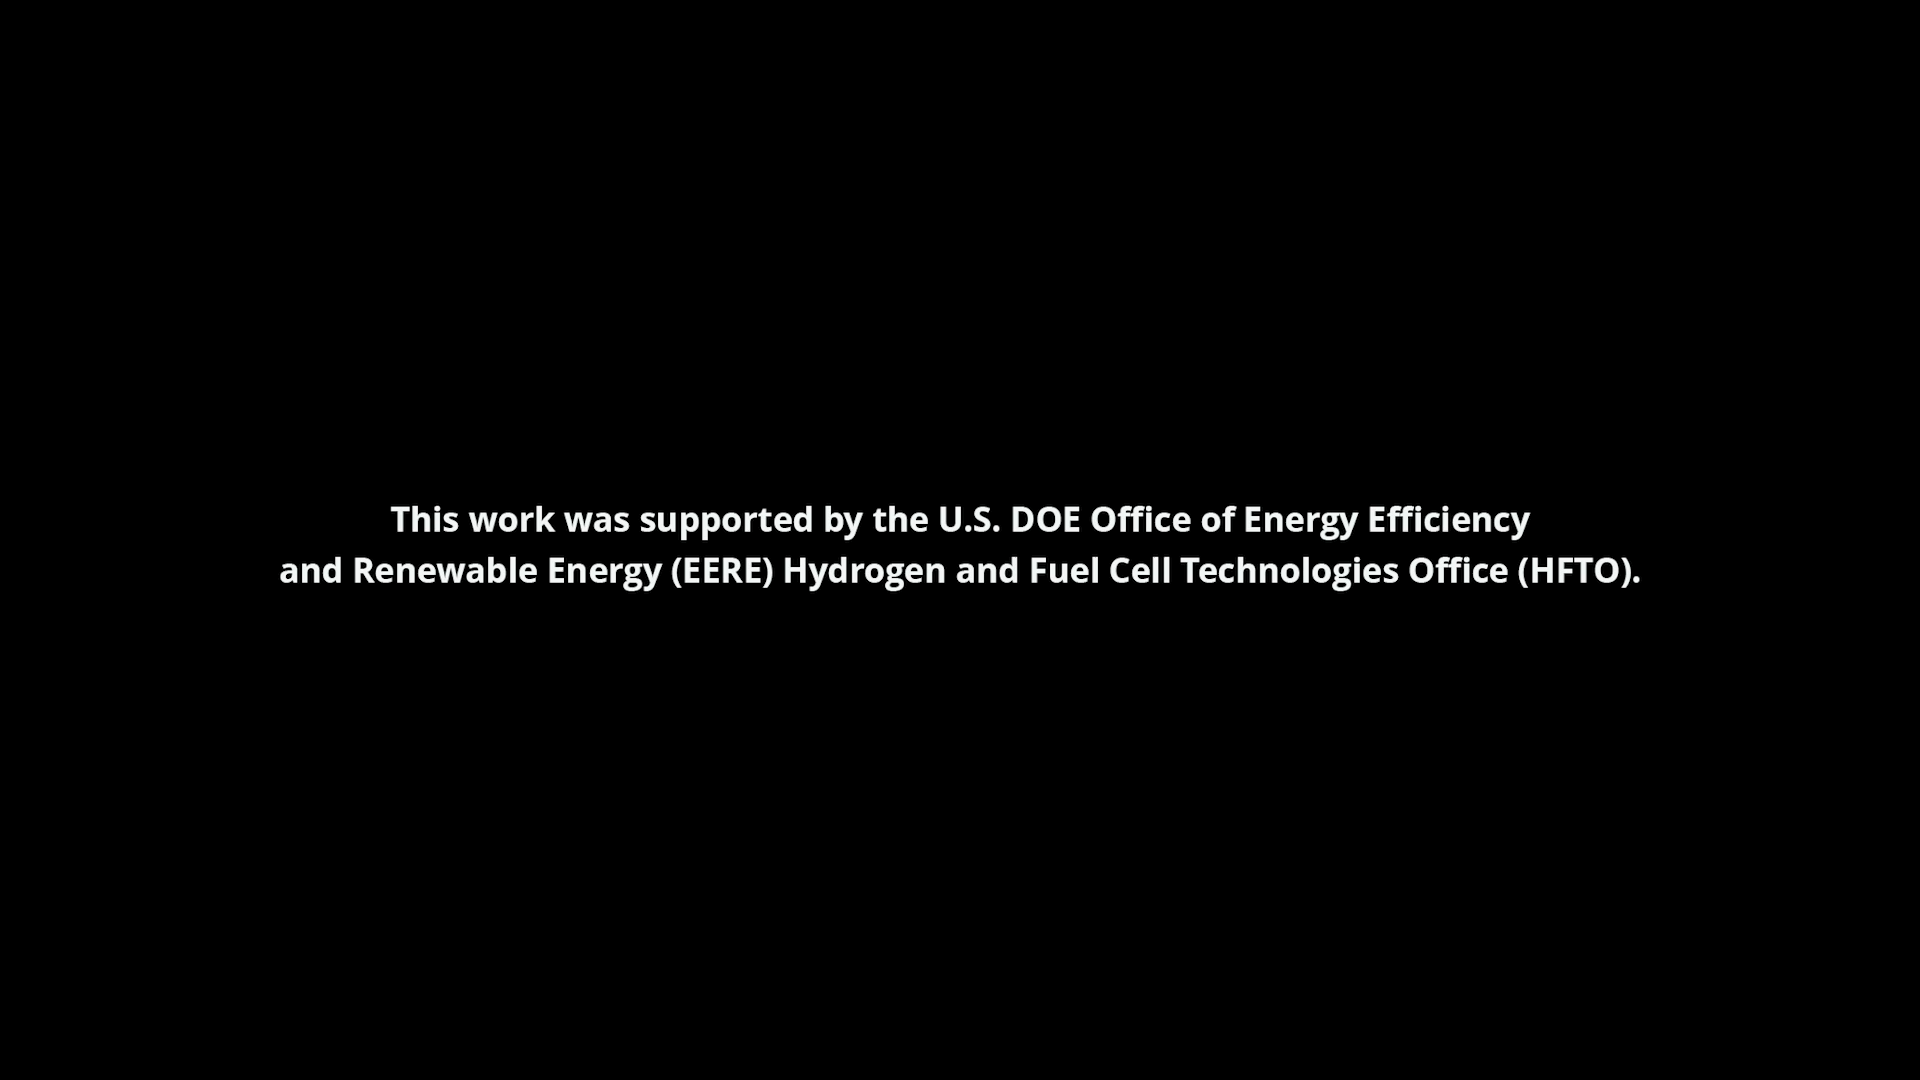 This work was supported by the U.S. DOE Office of Energy Efficiency
and Renewable Energy (EERE) Hydrogen and Fuel Cell Technologies Office (HFTO).